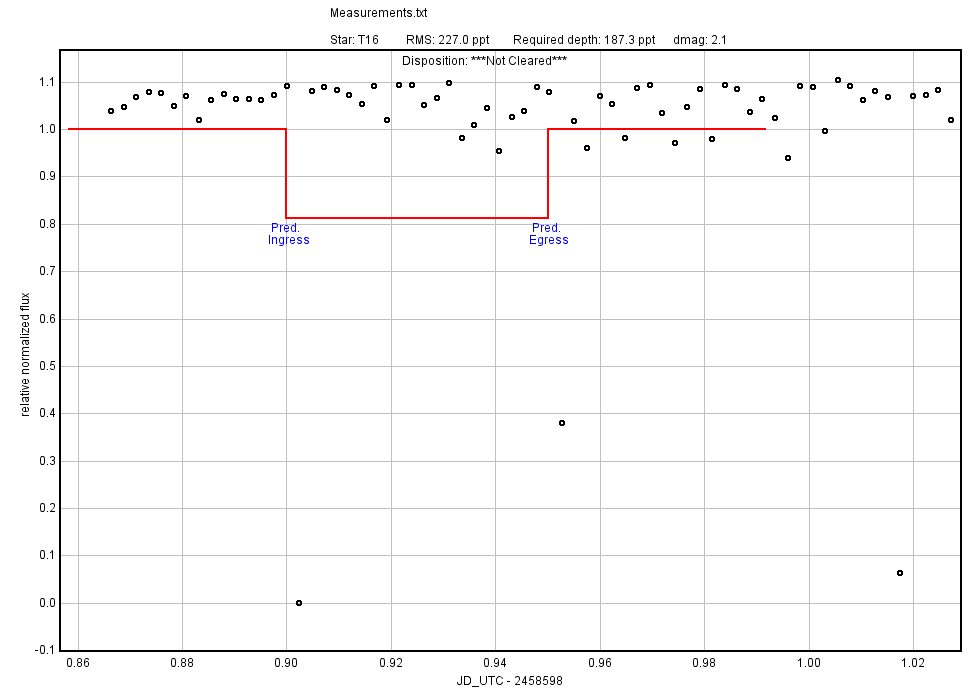 Measurements.txt
Star: T16 RMS: 227.0 ppt Required depth: 187.3 ppt dmag: 2.1
Disposition: ***Not Cleared***
1.1
1.0
0.9
0.8
Pred. Ingress
Pred. Egress
0.7
0.6
0.5
0.4
0.3
0.2
0.1
0.0
-0.1
relative normalized flux
0.86 0.88 0.90 0.92 0.94 0.96 0.98 1.00 1.02
JD_UTC - 2458598